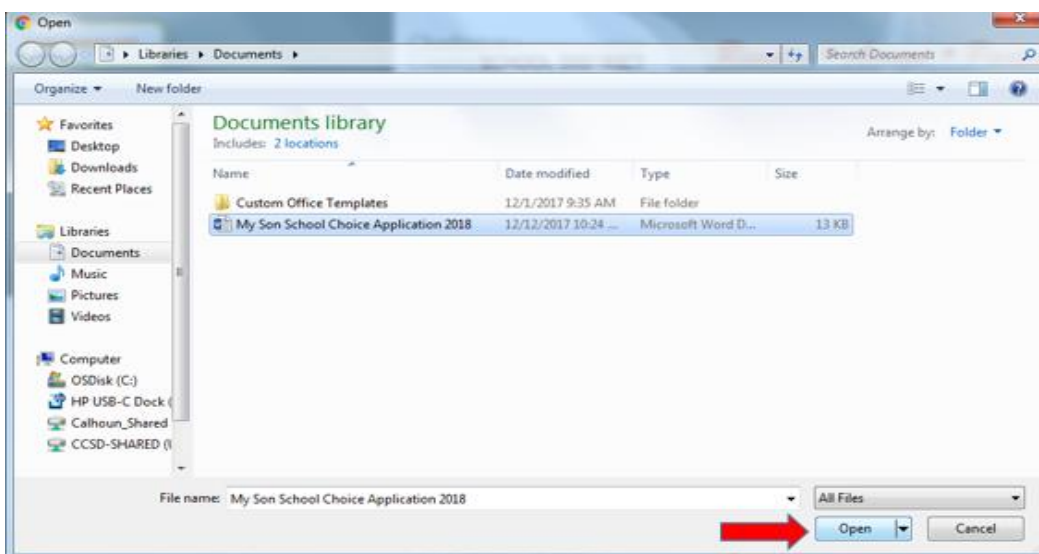 Open
Libraries Documents
Search Documents
Organize New folder
Favorites
Desktop
Downloads
Recent Places
Libraries
Documents
Music
Pictures
Videos
Computer
OSDisk (C:)
HP USB-C Dock (
Calhoun_Shared
CCSD-SHARED (
Documents library
Includes: 2 locations
Arrange by: Folder
Name Date modified Type Size
Custom Office Templates 12/1/2017 9:35 AM File folder
My Son School Choice Application 2018 12/12/2017 10:24 ... Microsoft Word D... 13 KB
File name: My Son School Choice Application 2018 All Files
Open Cancel